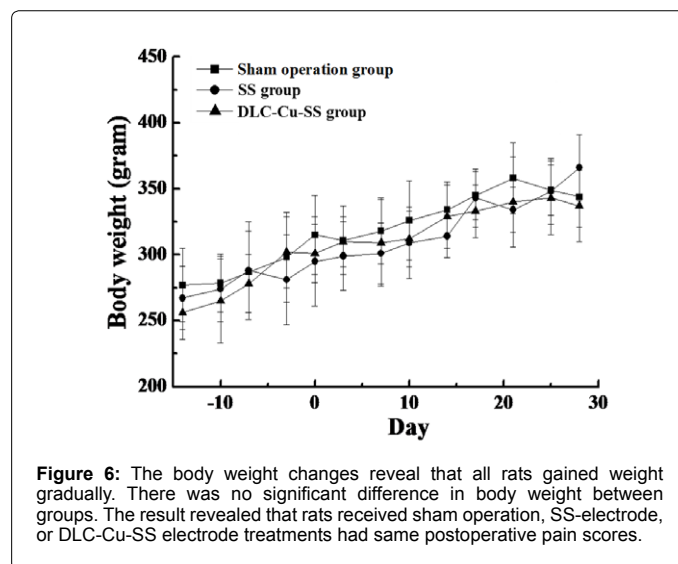 450
Sham operation group
SS group
DLC-Cu-SS group
400
350
300
250
200
Body weight (gram)
-10 0 10 20 30
Day
Figure 6: The body weight changes reveal that all rats gained weight
gradually. There was no significant difference in body weight between
groups. The result revealed that rats received sham operation, SS-electrode,
or DLC-Cu-SS electrode treatments had same postoperative pain scores.